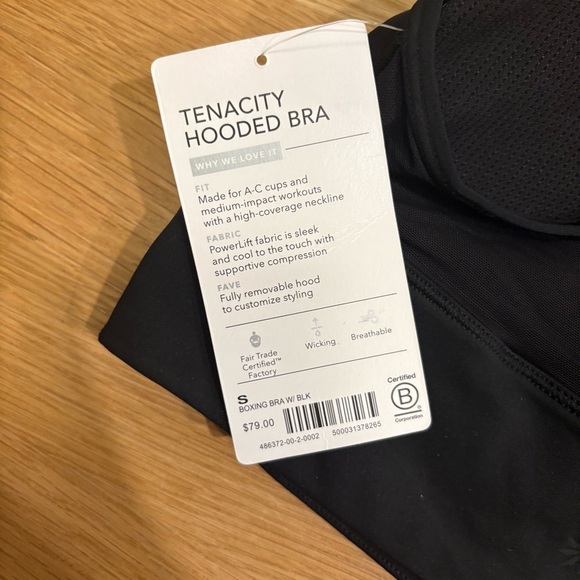 TENACITY
HOODED BRA
WHY WE LOVE IT
FIT
Made for A-C cups and
medium-impact workouts
with a high-coverage neckline
FABRIC
PowerLift fabric is sleek
and cool to the touch with
supportive compression
FAVE
Fully removable hood
to customize styling
Fair Trade
Certified™
Factory
Wicking
Breathable
S
BOXING BRA W/ BLK
$79.00
486372-00-2-0002
500031378265
Certified
B
Corporation